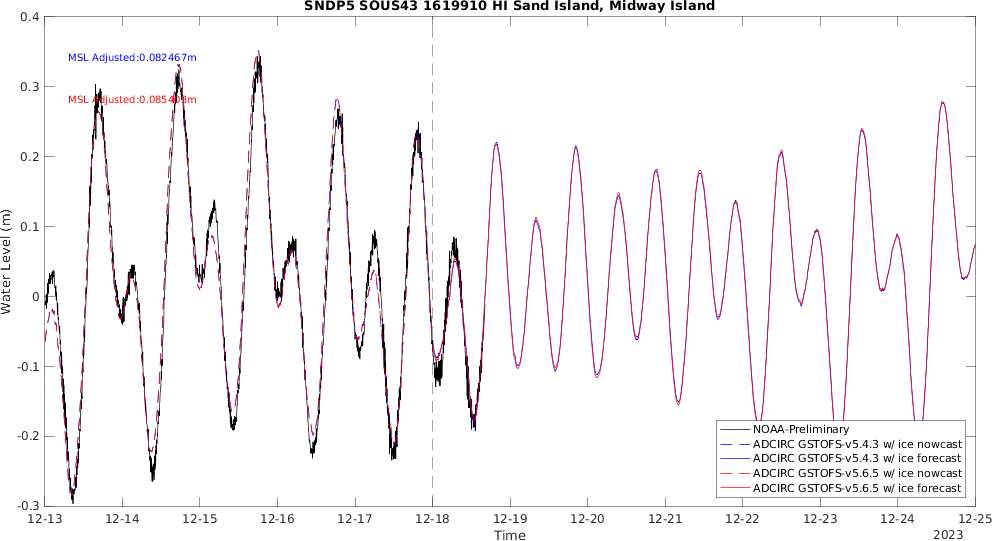 SNDP5 SOUS43 1619910 HI Sand Island, Midway Island
0.4
0.3
0.2
0.1
0
-0.1
-0.2
-0.3
Water Level (m)
MSL Adjusted:0.082467m
NOAA-Preliminary
ADCIRC GSTOFS-v5.4.3 w/ ice nowcast
ADCIRC GSTOFS-v5.4.3 w/ ice forecast
ADCIRC GSTOFS-v5.6.5 w/ ice nowcast
ADCIRC GSTOFS-v5.6.5 w/ ice forecast
12-13 12-14 12-15 12-16 12-17 12-18 12-19 12-20 12-21 12-22 12-23 12-24 12-25
Time
2023
MSL